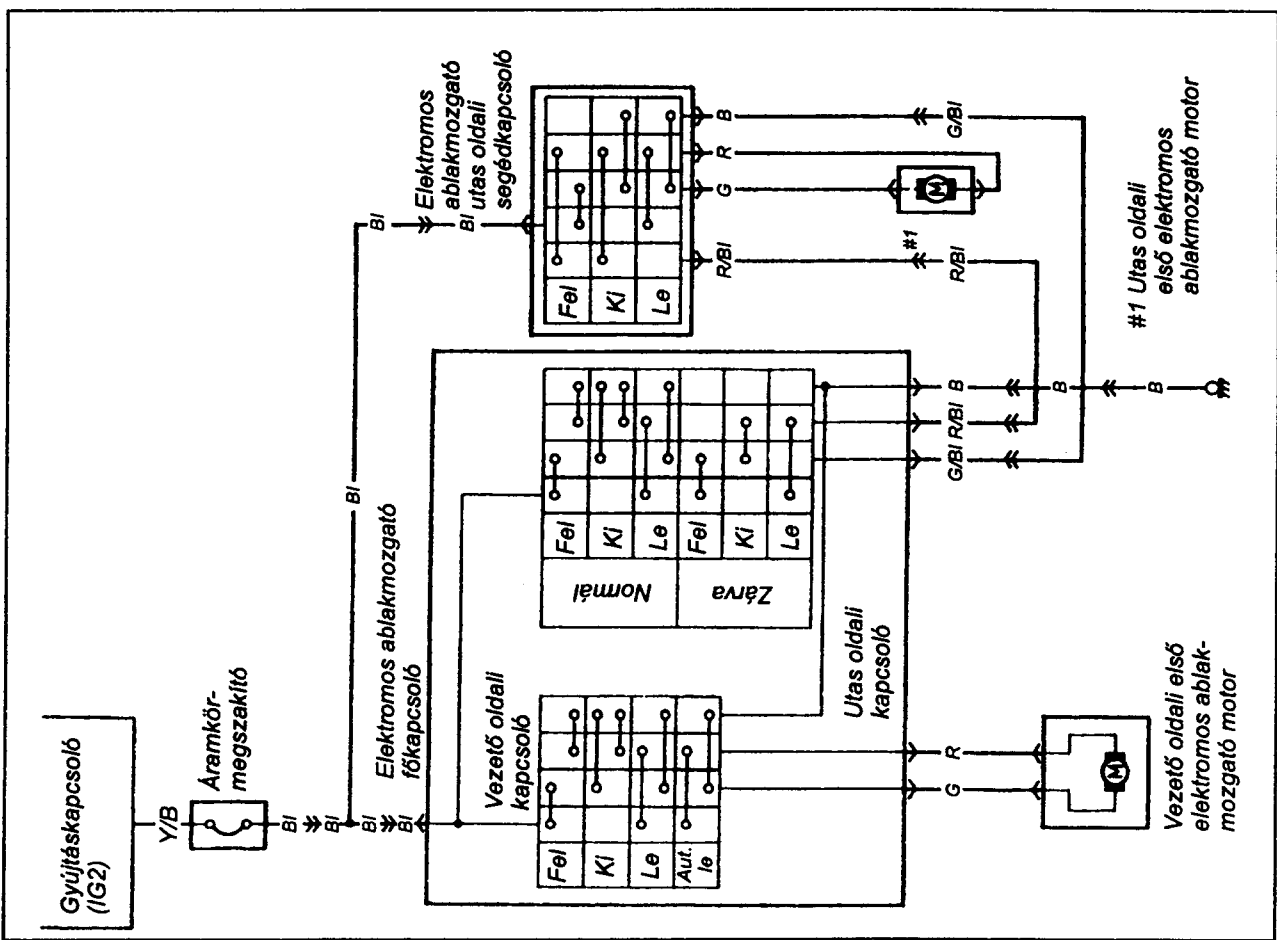 Gyújtáskapcsoló
(IG2)
Y/B
Áramkör-
megszakító
Bl
Bl
Bl
Bl
Bl
Bl
Bl
Elektromos
ablakmozgató
utas oldali
segédkapcsoló
Fel
Ki
Le
R/Bl
G
R
B
#1
R/Bl
G/Bl
M
Elektromos ablakmozgató
főkapcsoló
Vezető oldali
kapcsoló
Fel
Ki
Le
Aut.
le
Normál
Zárva
Fel
Ki
Le
Fel
Ki
Le
Utas oldali
kapcsoló
G
R
G/Bl
R/Bl
B
B
B
M
Vezető oldali első
elektromos ablak-
mozgató motor
#1 Utas oldali
első elektromos
ablakmozgató motor